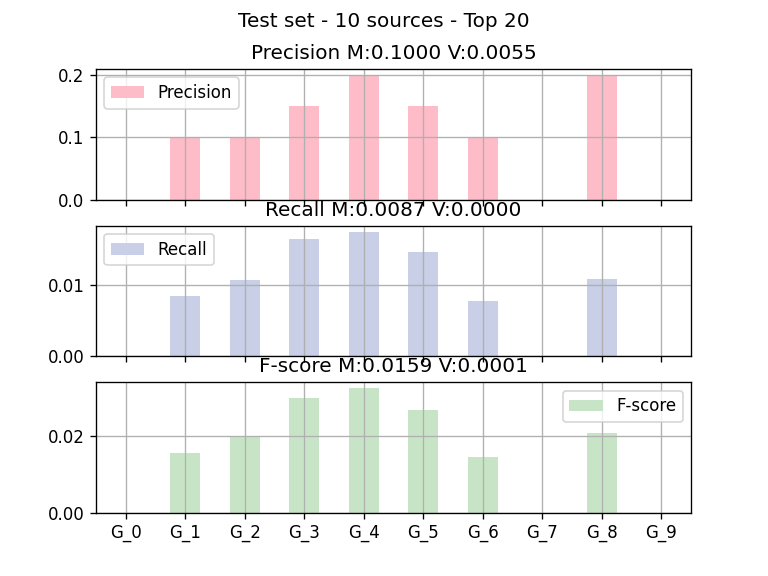 Test set - 10 sources - Top 20
Precision M:0.1000 V:0.0055
0.2
0.1
0.0
Precision
Recall M:0.0087 V:0.0000
0.01
0.00
Recall
F-score M:0.0159 V:0.0001
0.02
0.00
F-score
G_0 G_1 G_2 G_3 G_4 G_5 G_6 G_7 G_8 G_9